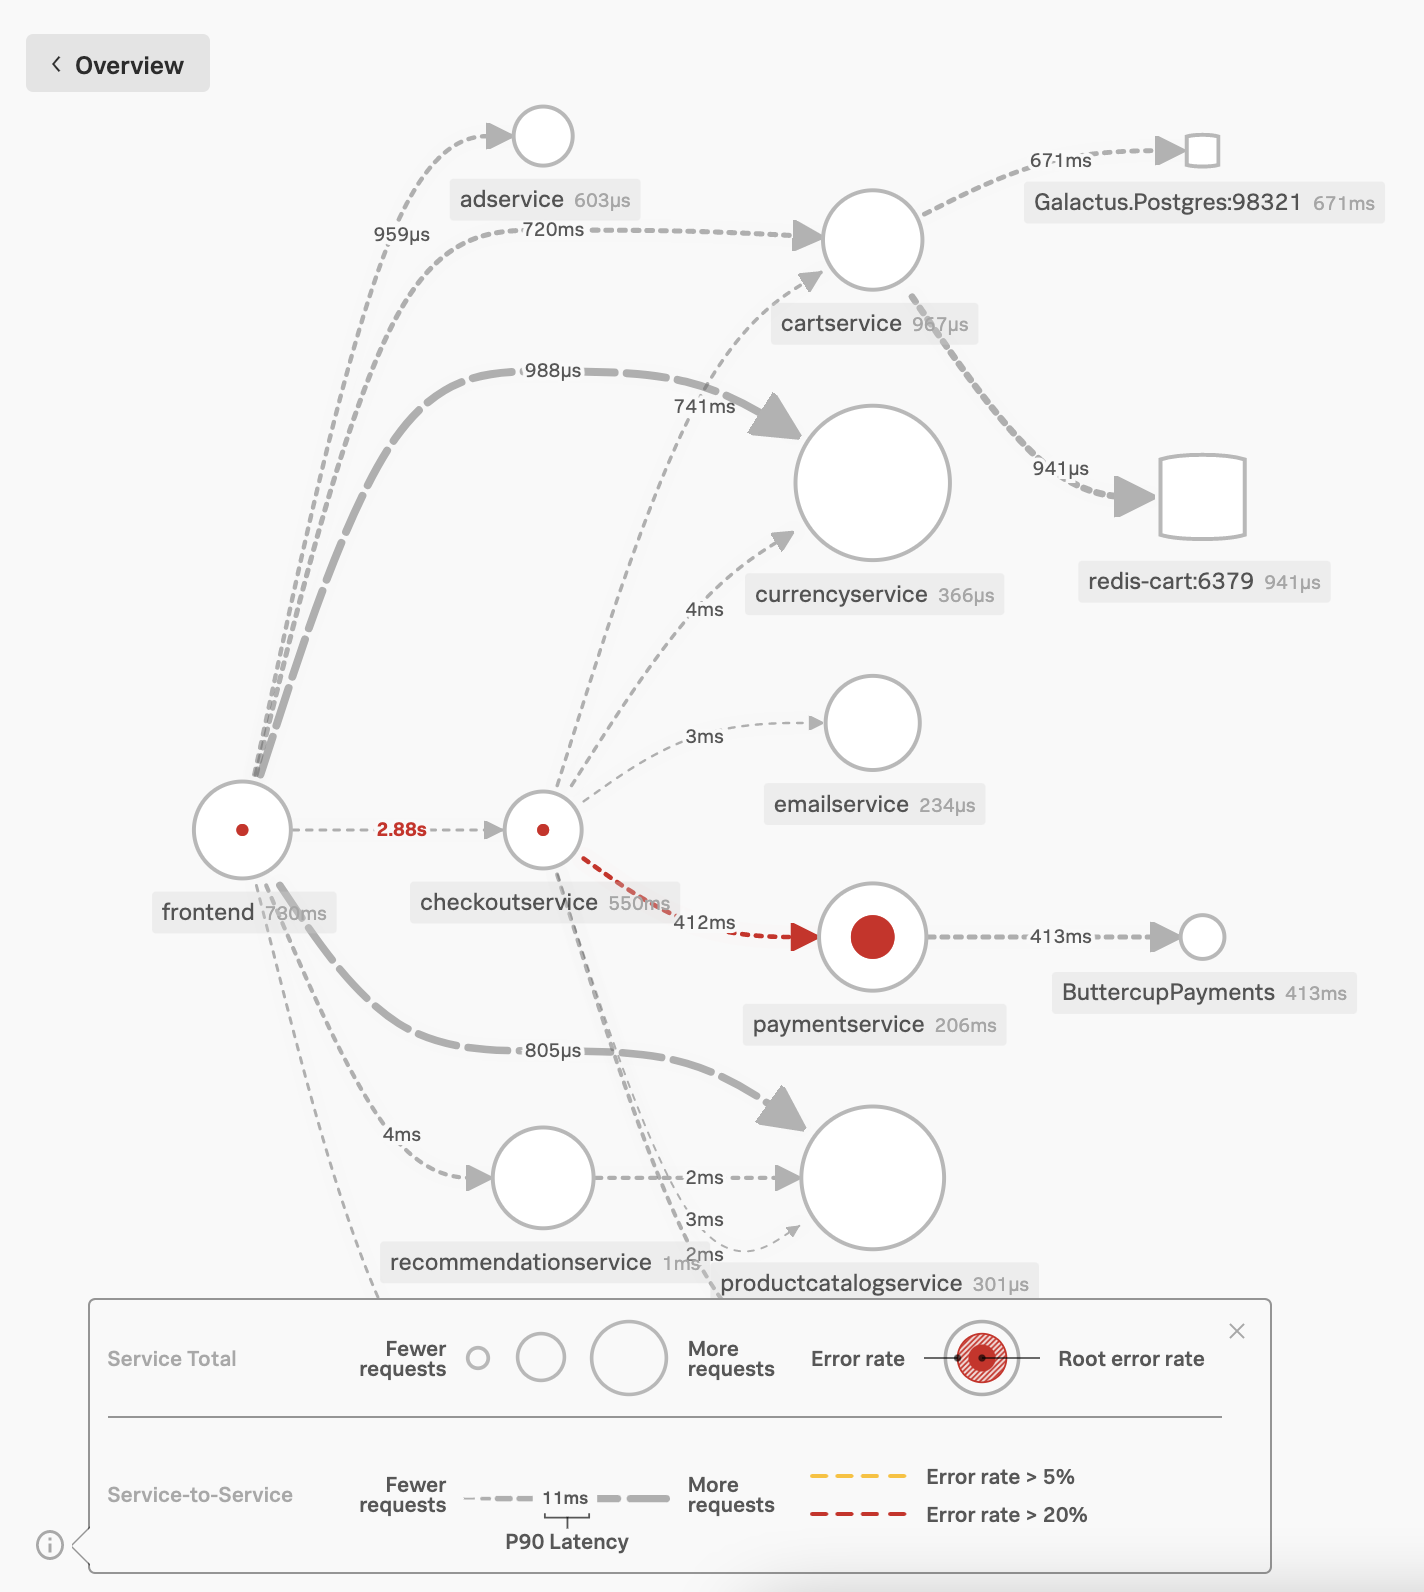 Overview
adservice 603µs
959µs
720ms
671ms
Galactus.Postgres:98321 671ms
cartservice 967µs
988µs
741ms
941µs
redis-cart:6379 941µs
currencyservice 366µs
4ms
3ms
emailservice 234µs
2.88s
frontend 730ms
checkoutservice 550ms
412ms
413ms
ButtercupPayments 413ms
paymentservice 206ms
805µs
4ms
2ms
3ms
2ms
recommendationservice 1ms
productcatalogservice 301µs
Service Total
Fewer
requests
More
requests
Error rate
Root error rate
Service-to-Service
Fewer
requests
11ms
P90 Latency
More
requests
Error rate > 5%
Error rate > 20%